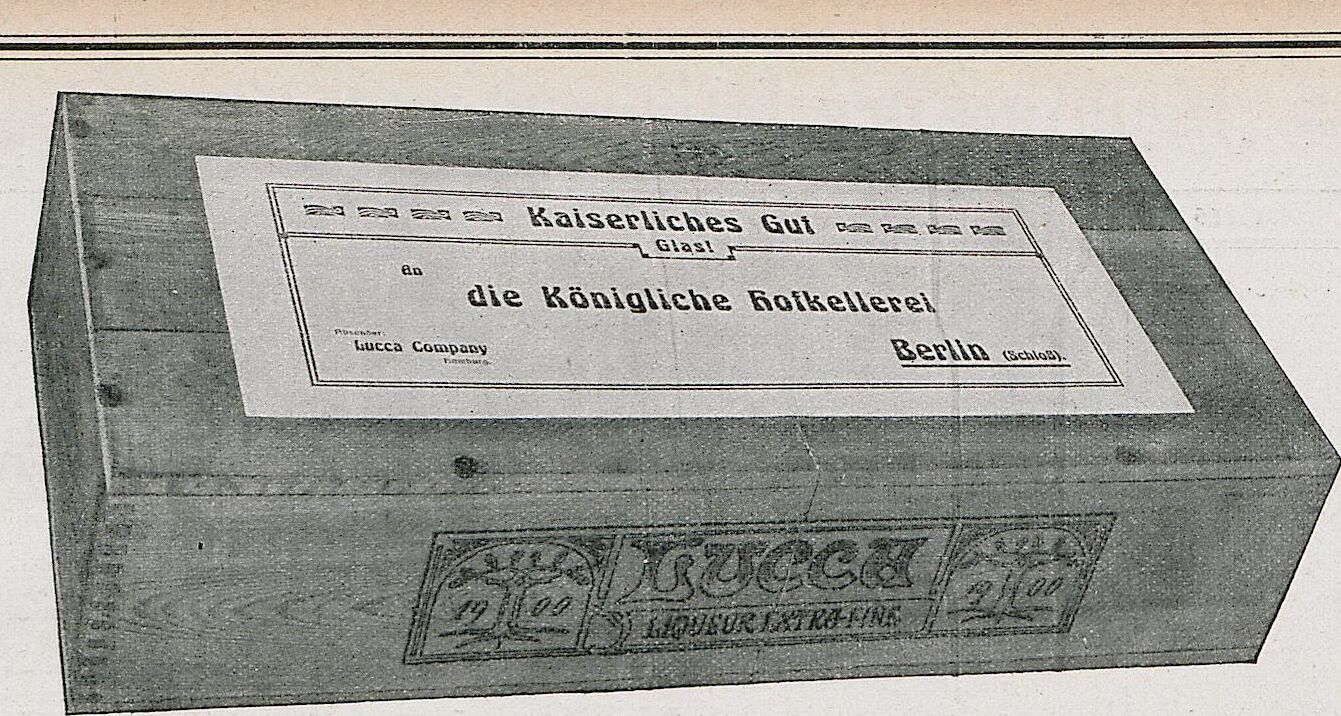 Kaiserliches Gut
Glas!
An
die Königliche Hofkellerei
Absender:
Lucca Company
Hamburg.
Berlin (Schloß).
LUCCA
19 00
19 00
LIQUEUR EXTRA-FINE